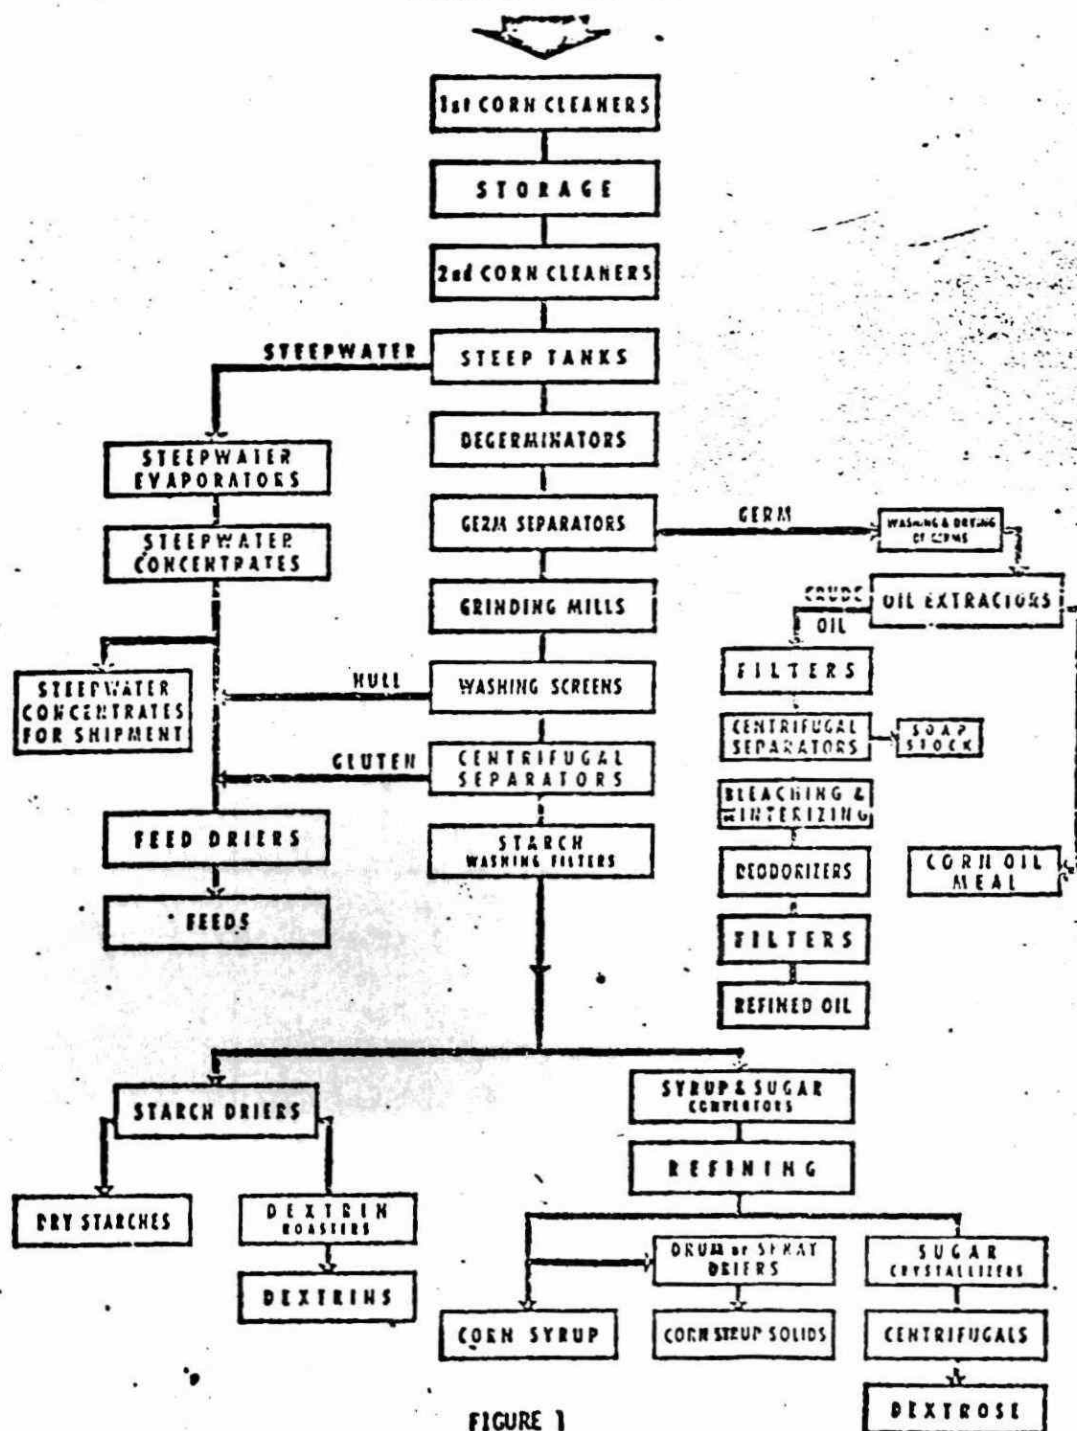 1st CORN CLEANERS
STORAGE
2nd CORN CLEANERS
STEEPWATER
STEEP TANKS
DEGERMINATORS
STEEPWATER
EVAPORATORS
GERM SEPARATORS
GERM
WASHING & DRYING
OF GERMS
STEEPWATER
CONCENTRATES
GRINDING MILLS
CRUDE
OIL
OIL EXTRACTORS
STEEPWATER
CONCENTRATES
FOR SHIPMENT
HULL
WASHING SCREENS
FILTERS
CENTRIFUGAL
SEPARATORS
SOAP
STOCK
GLUTEN
CENTRIFUGAL
SEPARATORS
BLEACHING &
WINTERIZING
FEED DRIERS
STARCH
WASHING FILTERS
DEODORIZERS
CORN OIL
MEAL
FEEDS
FILTERS
REFINED OIL
STARCH DRIERS
SYRUP & SUGAR
CONVERTORS
REFINING
DRY STARCHES
DEXTRIN
ROASTERS
DRUM or SPRAY
DRIERS
SUGAR
CRYSTALLIZERS
DEXTRINS
CORN SYRUP
CORN SYRUP SOLIDS
CENTRIFUGALS
DEXTROSE
FIGURE 1